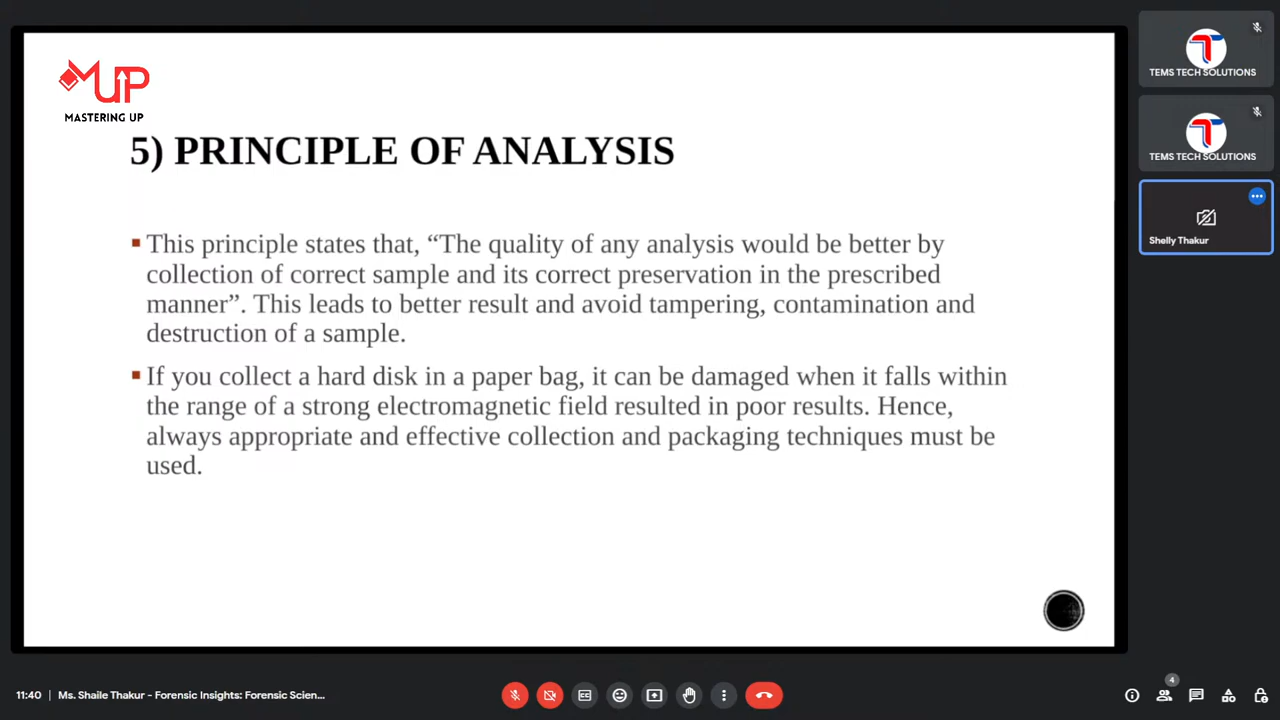 MUP
MASTERING UP
5) PRINCIPLE OF ANALYSIS
This principle states that, “The quality of any analysis would be better by
collection of correct sample and its correct preservation in the prescribed
manner”. This leads to better result and avoid tampering, contamination and
destruction of a sample.
If you collect a hard disk in a paper bag, it can be damaged when it falls within
the range of a strong electromagnetic field resulted in poor results. Hence,
always appropriate and effective collection and packaging techniques must be
used.
TEMS TECH SOLUTIONS
TEMS TECH SOLUTIONS
Shelly Thakur
11:40 | Ms. Shaile Thakur - Forensic Insights: Forensic Scien...
4